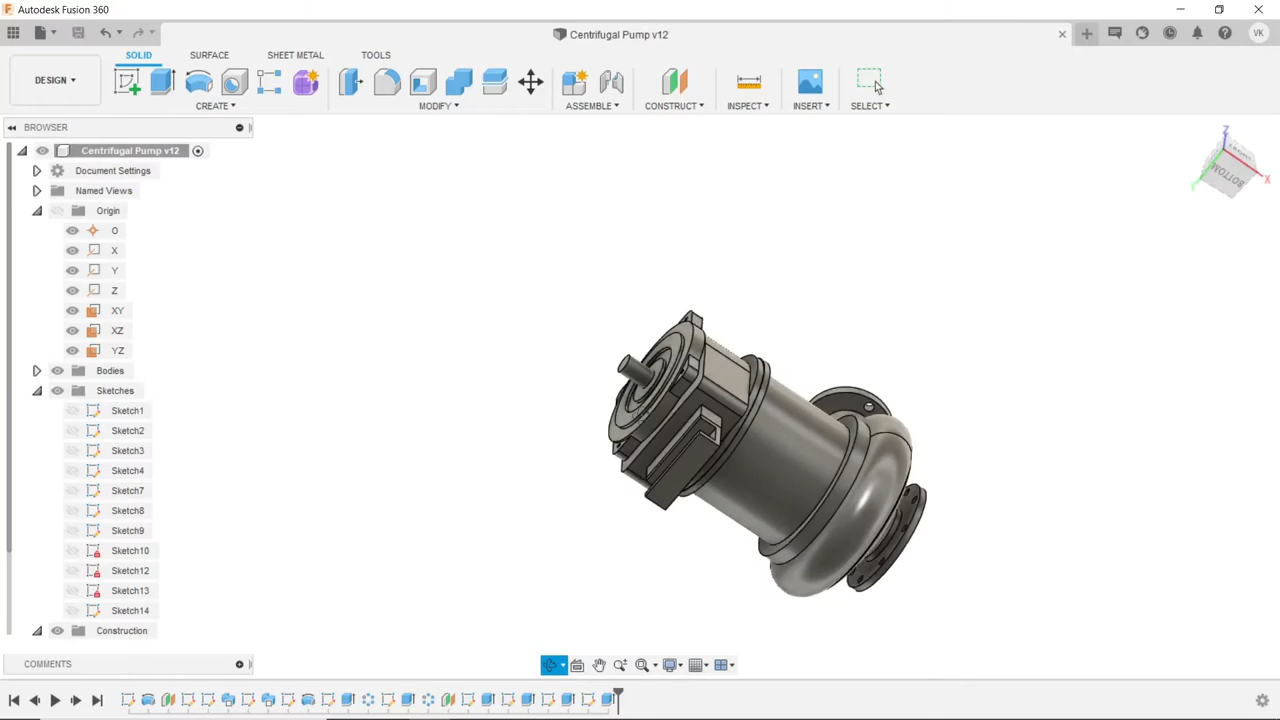 Autodesk Fusion 360
Centrifugal Pump v12
VK
SOLID SURFACE SHEET METAL TOOLS
DESIGN
CREATE MODIFY ASSEMBLE CONSTRUCT INSPECT INSERT SELECT
BROWSER
Centrifugal Pump v12
Document Settings
Named Views
Origin
O
X
Y
Z
XY
XZ
YZ
Bodies
Sketches
Sketch1
Sketch2
Sketch3
Sketch4
Sketch7
Sketch8
Sketch9
Sketch10
Sketch12
Sketch13
Sketch14
Construction
Z
BOTTOM
X
Y
COMMENTS